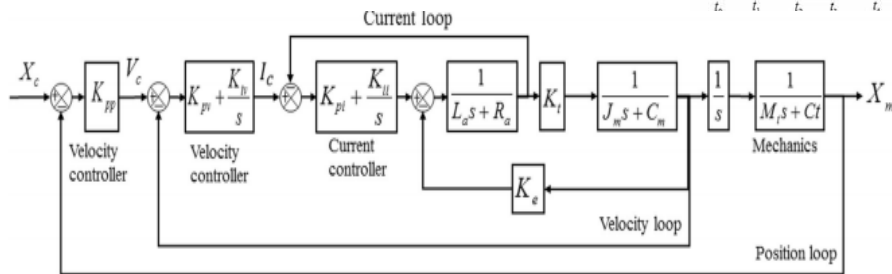 Current loop
X_c
K_pp
V_c
K_pv + K_iv / s
I_c
K_pi + K_ii / s
1 / L_a s + R_a
K_t
1 / J_m s + C_m
1 / s
1 / M_t s + Ct
X_m
Velocity controller
Velocity controller
Current controller
Mechanics
K_e
Velocity loop
Position loop